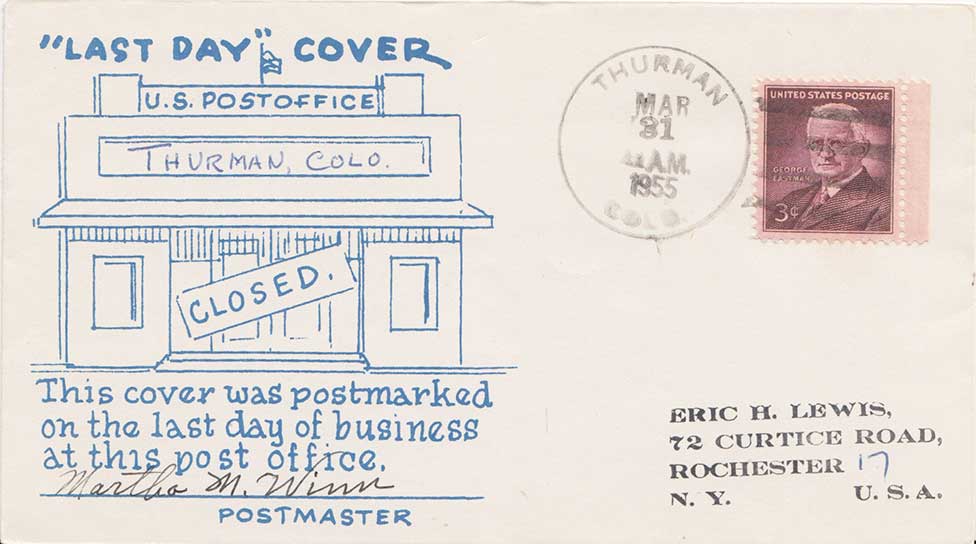 "LAST DAY" COVER
U.S. POSTOFFICE
THURMAN, COLO.
CLOSED.
This cover was postmarked
on the last day of business
at this post office.
Martha M. Winn
POSTMASTER
THURMAN
MAR
31
A.M.
1955
COLO.
UNITED STATES POSTAGE
GEORGE
EASTMAN
3¢
ERIC H. LEWIS,
72 CURTICE ROAD,
ROCHESTER 17
N. Y. U. S. A.